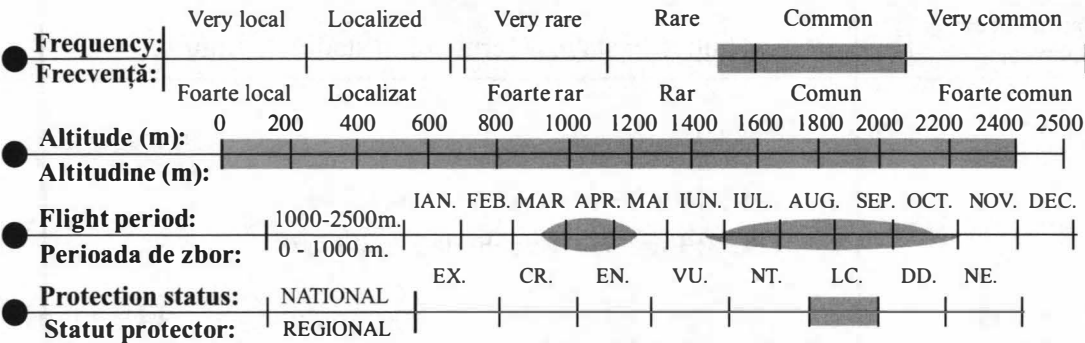 Very local Localized Very rare Rare Common Very common
Frequency:
Frecvență:
Foarte local Localizat Foarte rar Rar Comun Foarte comun
Altitude (m): 0 200 400 600 800 1000 1200 1400 1600 1800 2000 2200 2400 2500
Altitudine (m):
IAN. FEB. MAR APR. MAI IUN. IUL. AUG. SEP. OCT. NOV. DEC.
Flight period: 1000-2500m.
Perioada de zbor: 0 - 1000 m.
EX. CR. EN. VU. NT. LC. DD. NE.
Protection status: NATIONAL
Statut protector: REGIONAL